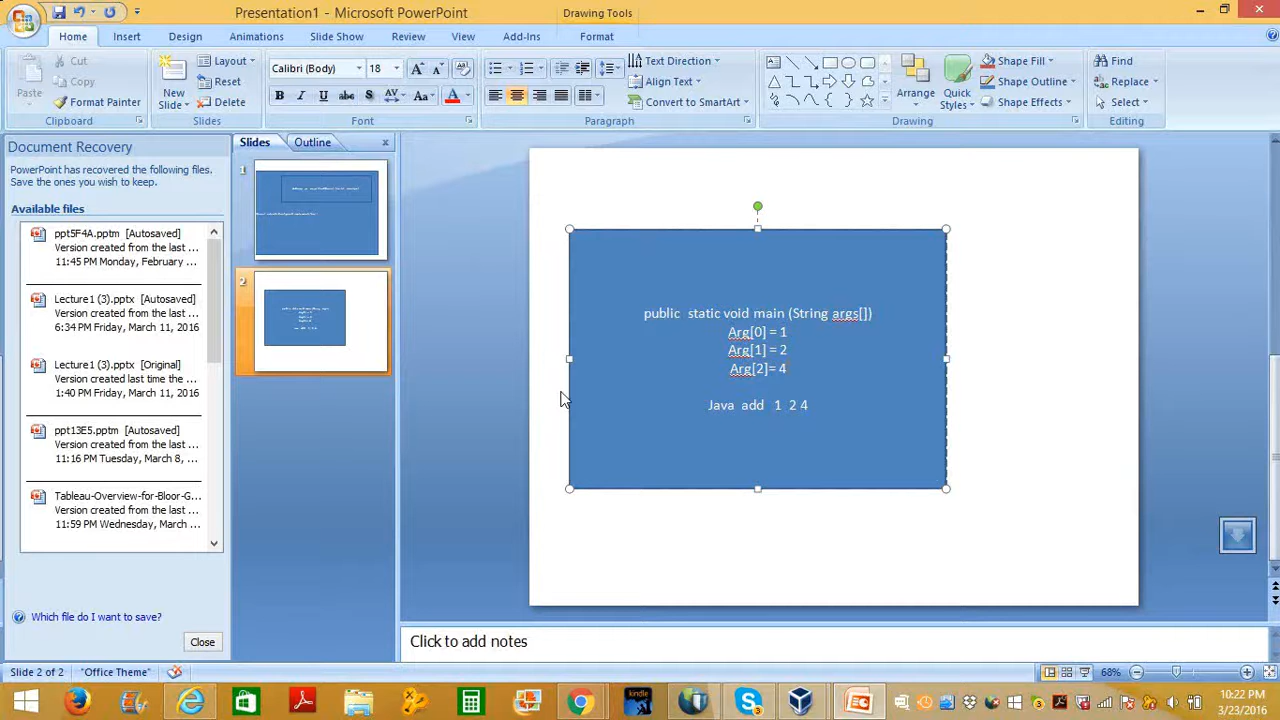 Presentation1 - Microsoft PowerPoint
Drawing Tools
Home Insert Design Animations Slide Show Review View Add-Ins Format
Paste
Cut
Copy
Format Painter
Clipboard
New Slide
Layout
Reset
Delete
Slides
Calibri (Body) 18
B I U abc S AV Aa A
Font
Text Direction
Align Text
Convert to SmartArt
Paragraph
Arrange
Quick Styles
Shape Fill
Shape Outline
Shape Effects
Drawing
Find
Replace
Select
Editing
Document Recovery
PowerPoint has recovered the following files.
Save the ones you wish to keep.
Available files
ppt5F4A.pptm [Autosaved]
Version created from the last ...
11:45 PM Monday, February ...
Lecture1 (3).pptx [Autosaved]
Version created from the last ...
6:34 PM Friday, March 11, 2016
Lecture1 (3).pptx [Original]
Version created last time the ...
1:40 PM Friday, March 11, 2016
ppt13E5.pptm [Autosaved]
Version created from the last ...
11:16 PM Tuesday, March 8, ...
Tableau-Overview-for-Bloor-G...
Version created from the last ...
11:59 PM Wednesday, March ...
Which file do I want to save?
Close
Slides Outline
1
2
public static void main (String args[])
Arg[0] = 1
Arg[1] = 2
Arg[2]= 4
Java add 1 2 4
Click to add notes
Slide 2 of 2
"Office Theme"
68%
kindle
10:22 PM
3/23/2016